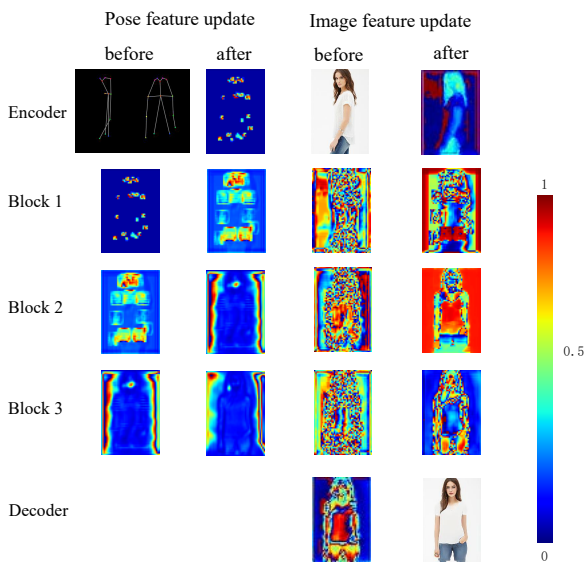 Pose feature update
Image feature update
before
after
before
after
Encoder
Block 1
Block 2
Block 3
Decoder
1
0.5
0